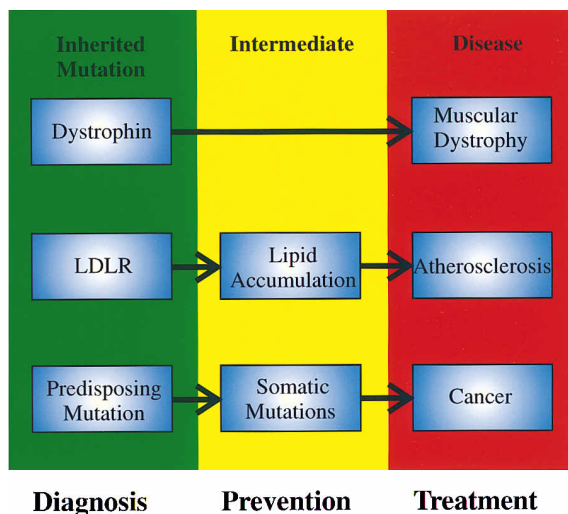 Inherited
Mutation
Intermediate
Disease
Dystrophin
Muscular
Dystrophy
LDLR
Lipid
Accumulation
Atherosclerosis
Predisposing
Mutation
Somatic
Mutations
Cancer
Diagnosis
Prevention
Treatment